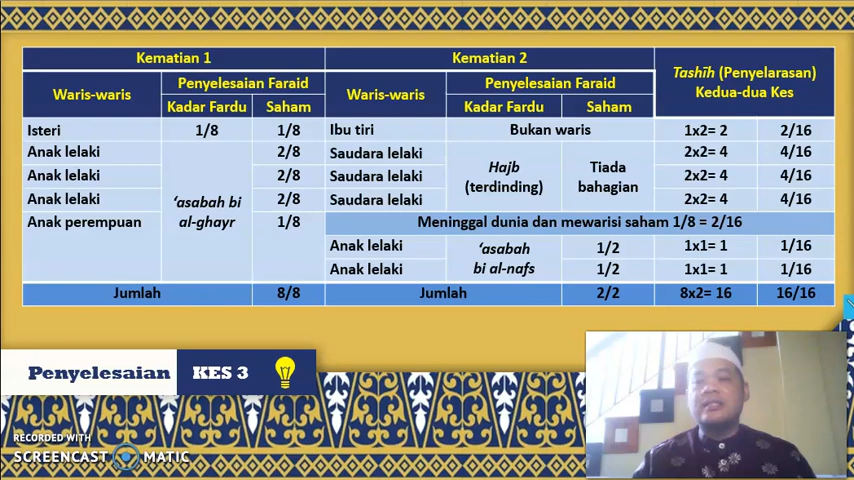 Kematian 1 Kematian 2 Tashīh (Penyelarasan) Kedua-dua Kes
Waris-waris Penyelesaian Faraid Waris-waris Penyelesaian Faraid
Kadar Fardu Saham Kadar Fardu Saham
Isteri 1/8 1/8 Ibu tiri Bukan waris 1x2= 2 2/16
Anak lelaki 'asabah bi al-ghayr 2/8 Saudara lelaki Hajb (terdinding) Tiada bahagian 2x2= 4 4/16
Anak lelaki 2/8 Saudara lelaki 2x2= 4 4/16
Anak lelaki 2/8 Saudara lelaki 2x2= 4 4/16
Anak perempuan 1/8 Meninggal dunia dan mewarisi saham 1/8 = 2/16
Anak lelaki 'asabah bi al-nafs 1/2 1x1= 1 1/16
Anak lelaki 1/2 1x1= 1 1/16
Jumlah 8/8 Jumlah 2/2 8x2= 16 16/16
Penyelesaian KES 3
RECORDED WITH
SCREENCAST MATIC